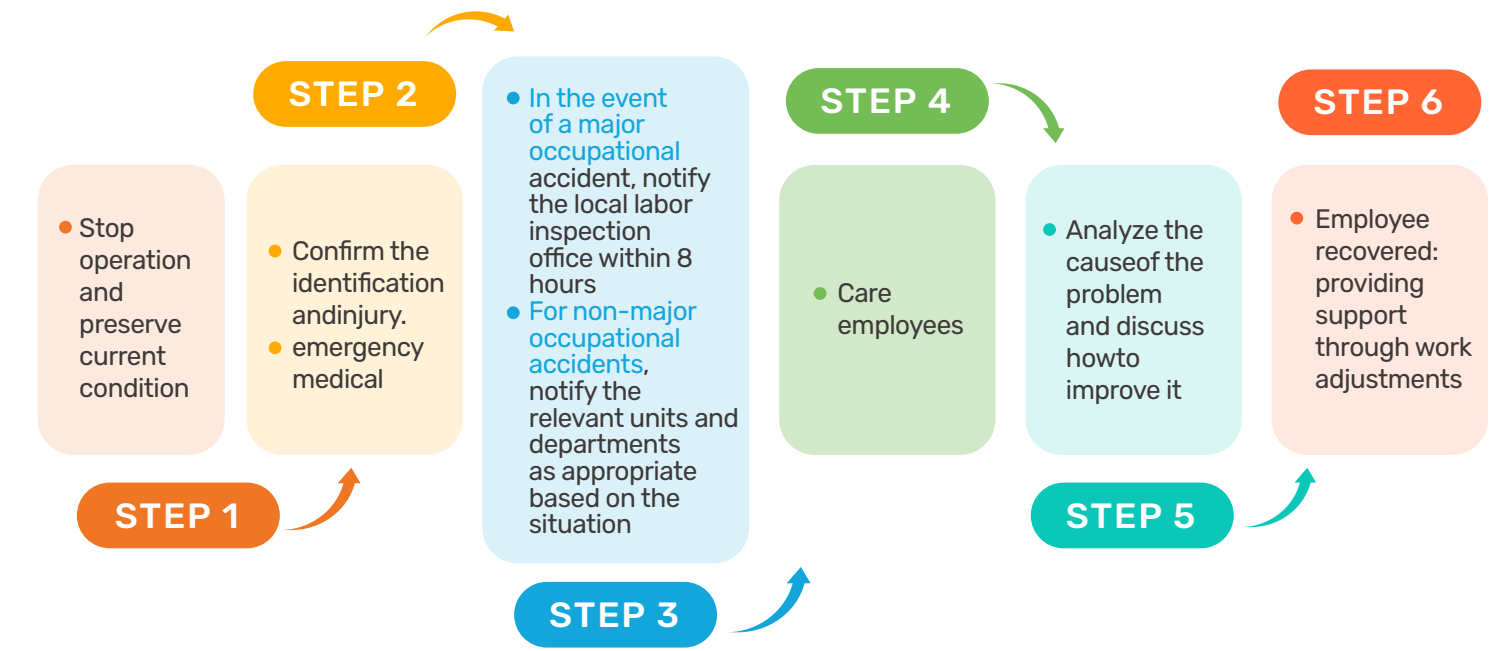 STEP 1
Stop
operation
and
preserve
current
condition
STEP 2
Confirm the
identification
andinjury.
emergency
medical
In the event
of a major
occupational
accident, notify
the local labor
inspection
office within 8
hours
For non-major
occupational
accidents,
notify the
relevant units and
departments
as appropriate
based on the
situation
STEP 3
STEP 4
Care
employees
Analyze the
causeof the
problem
and discuss
howto
improve it
STEP 5
STEP 6
Employee
recovered:
providing
support
through work
adjustments